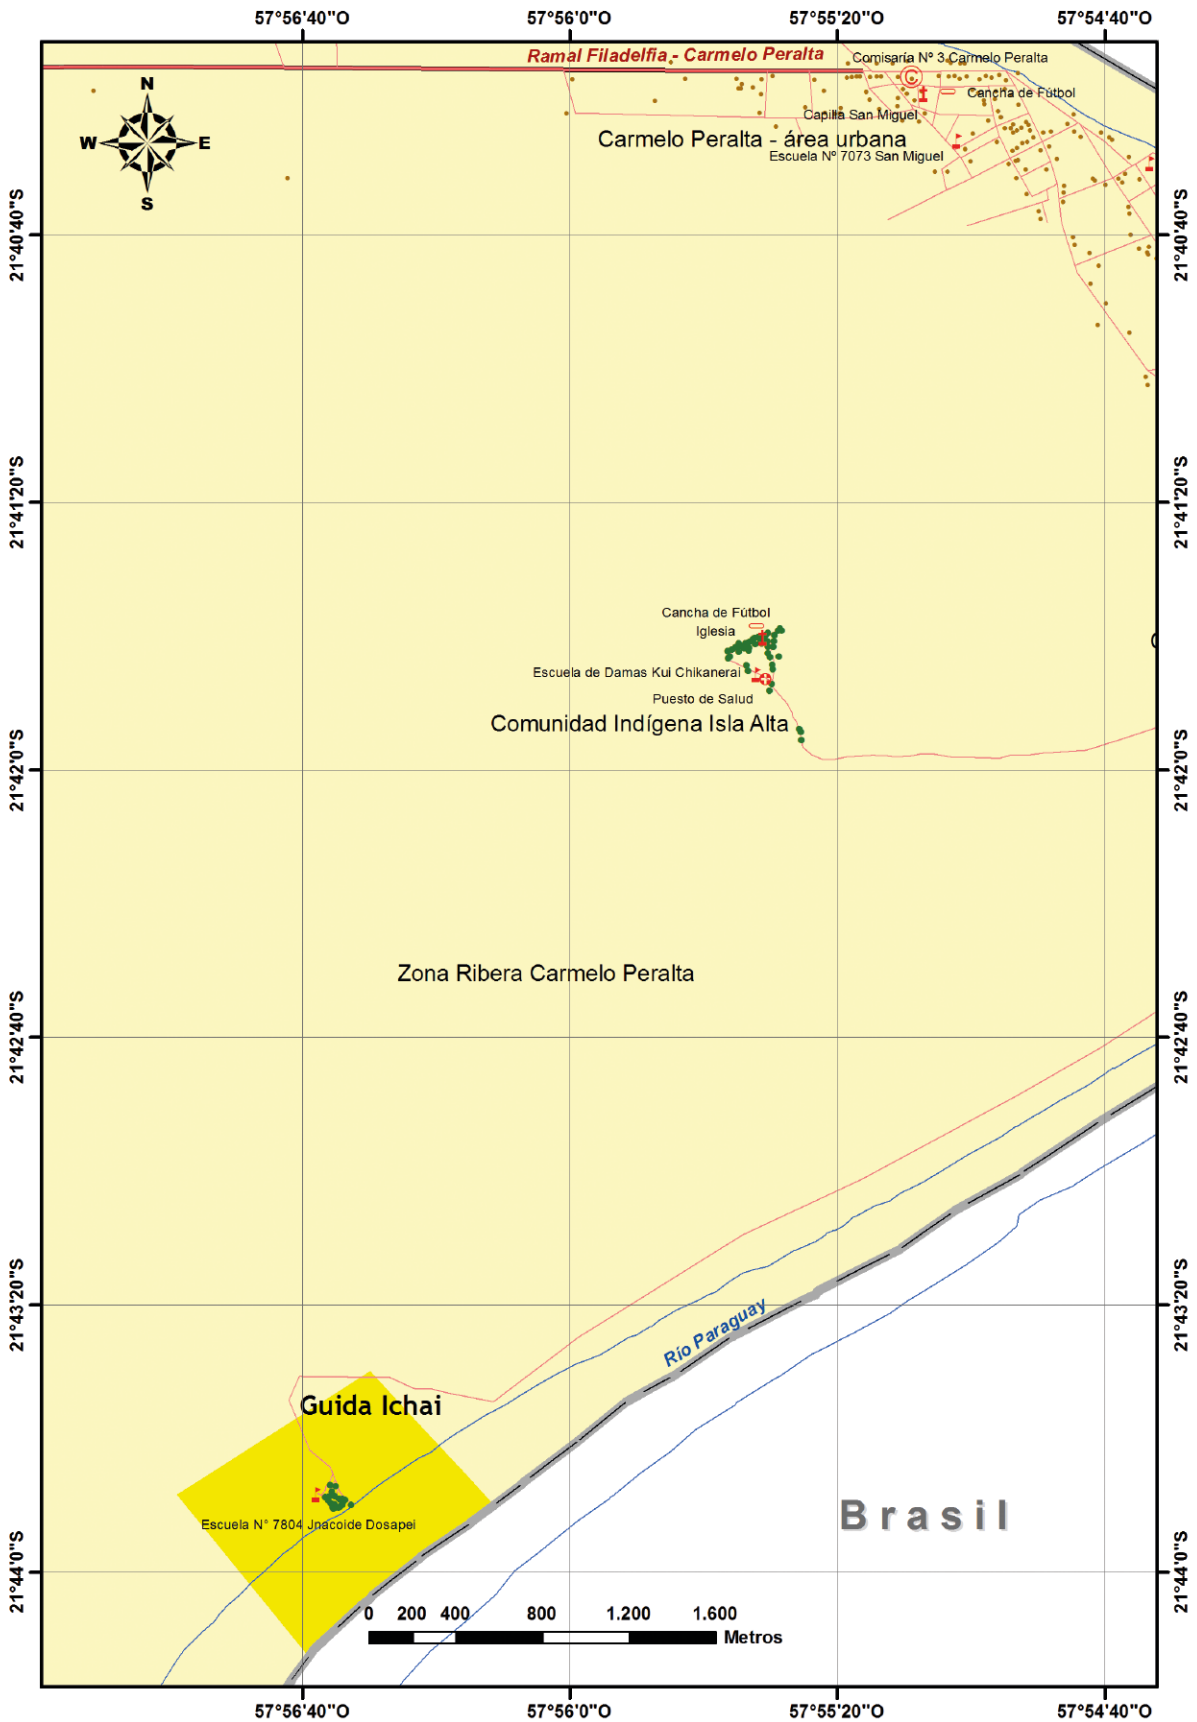 57°56'40"O 57°56'0"O 57°55'20"O 57°54'40"O
Ramal Filadelfia - Carmelo Peralta
Comisaría Nº 3 Carmelo Peralta
C
Cancha de Fútbol
Capilla San Miguel
Carmelo Peralta - área urbana
Escuela Nº 7073 San Miguel
N
W E
S
21°40'40"S 21°40'40"S
21°41'20"S 21°41'20"S
Cancha de Fútbol
Iglesia
Escuela de Damas Kui Chikanerai
Puesto de Salud
Comunidad Indígena Isla Alta
21°42'0"S 21°42'0"S
Zona Ribera Carmelo Peralta
21°42'40"S 21°42'40"S
21°43'20"S 21°43'20"S
Río Paraguay
Guida Ichai
Escuela N° 7804 Jnacoide Dosapei
Brasil
21°44'0"S 21°44'0"S
0 200 400 800 1.200 1.600
Metros
57°56'40"O 57°56'0"O 57°55'20"O 57°54'40"O